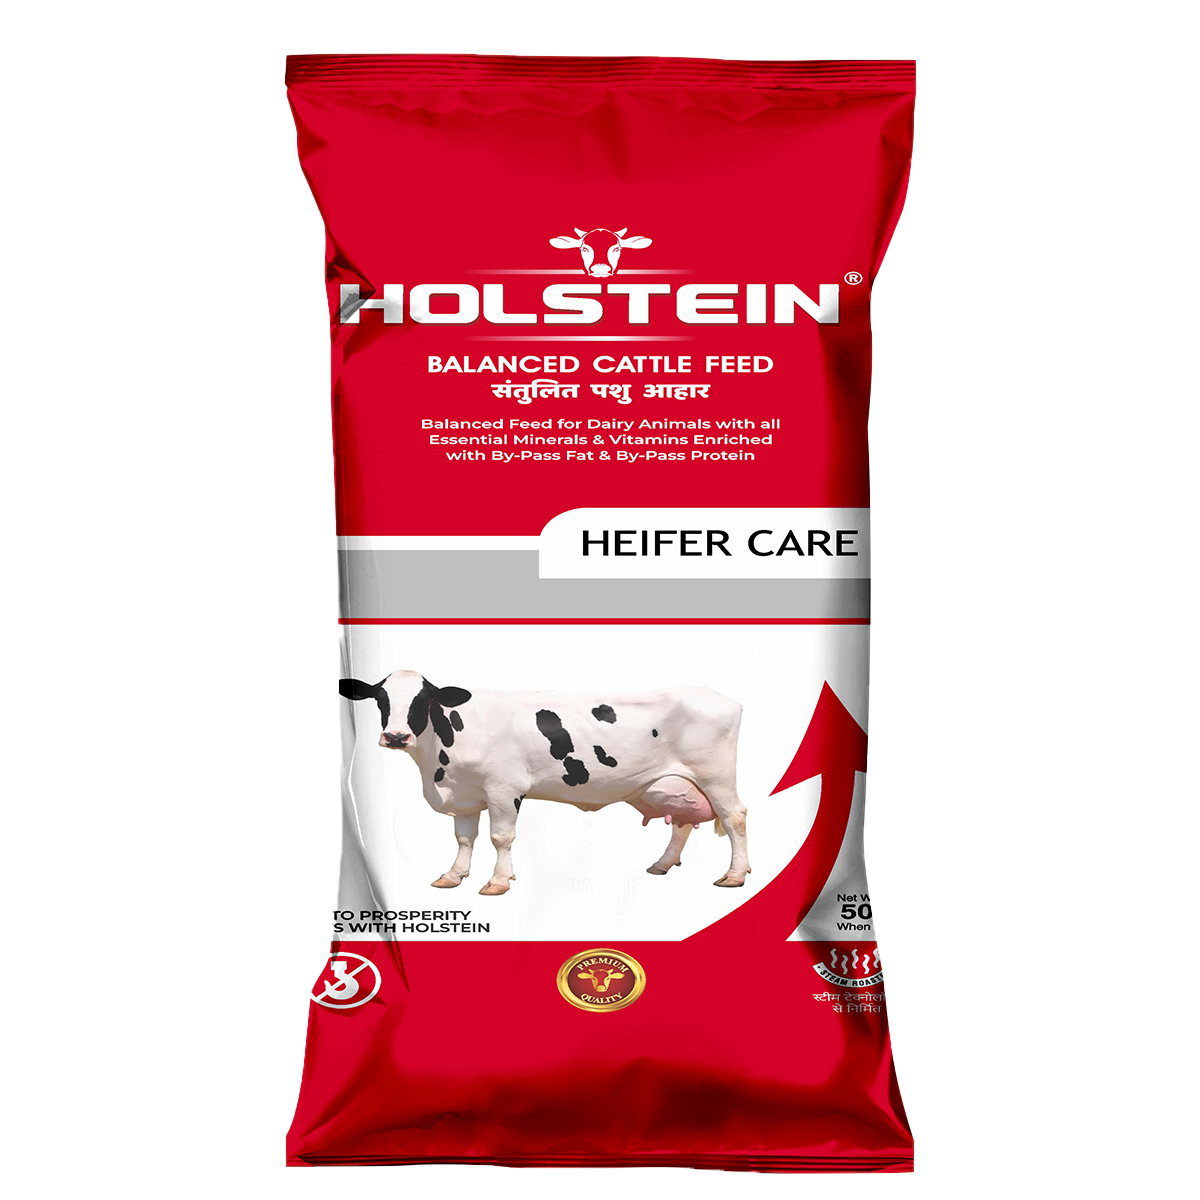 HOLSTEIN®
BALANCED CATTLE FEED
संतुलित पशु आहार
Balanced Feed for Dairy Animals with all
Essential Minerals & Vitamins Enriched
with By-Pass Fat & By-Pass Protein
HEIFER CARE
TO PROSPERITY
S WITH HOLSTEIN
Net W
50
When
PREMIUM
QUALITY
STEAM ROAST
स्टीम टेक्नोलॉ
से निर्मित